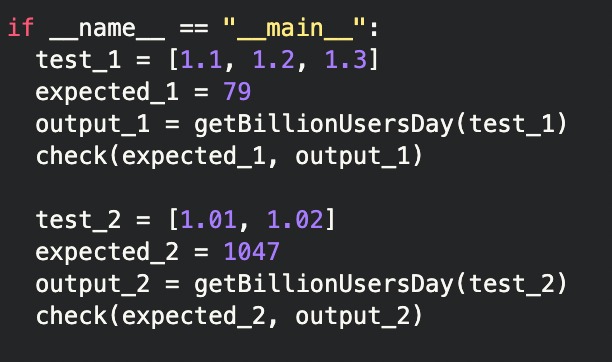 if __name__ == "__main__":
  test_1 = [1.1, 1.2, 1.3]
  expected_1 = 79
  output_1 = getBillionUsersDay(test_1)
  check(expected_1, output_1)

  test_2 = [1.01, 1.02]
  expected_2 = 1047
  output_2 = getBillionUsersDay(test_2)
  check(expected_2, output_2)